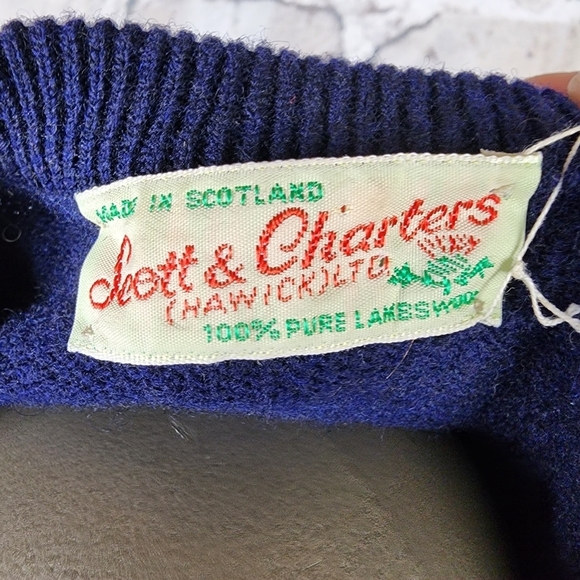 MADE IN SCOTLAND
Scott & Charters
(HAWICK) LTD.
100% PURE LAMBSWOOL